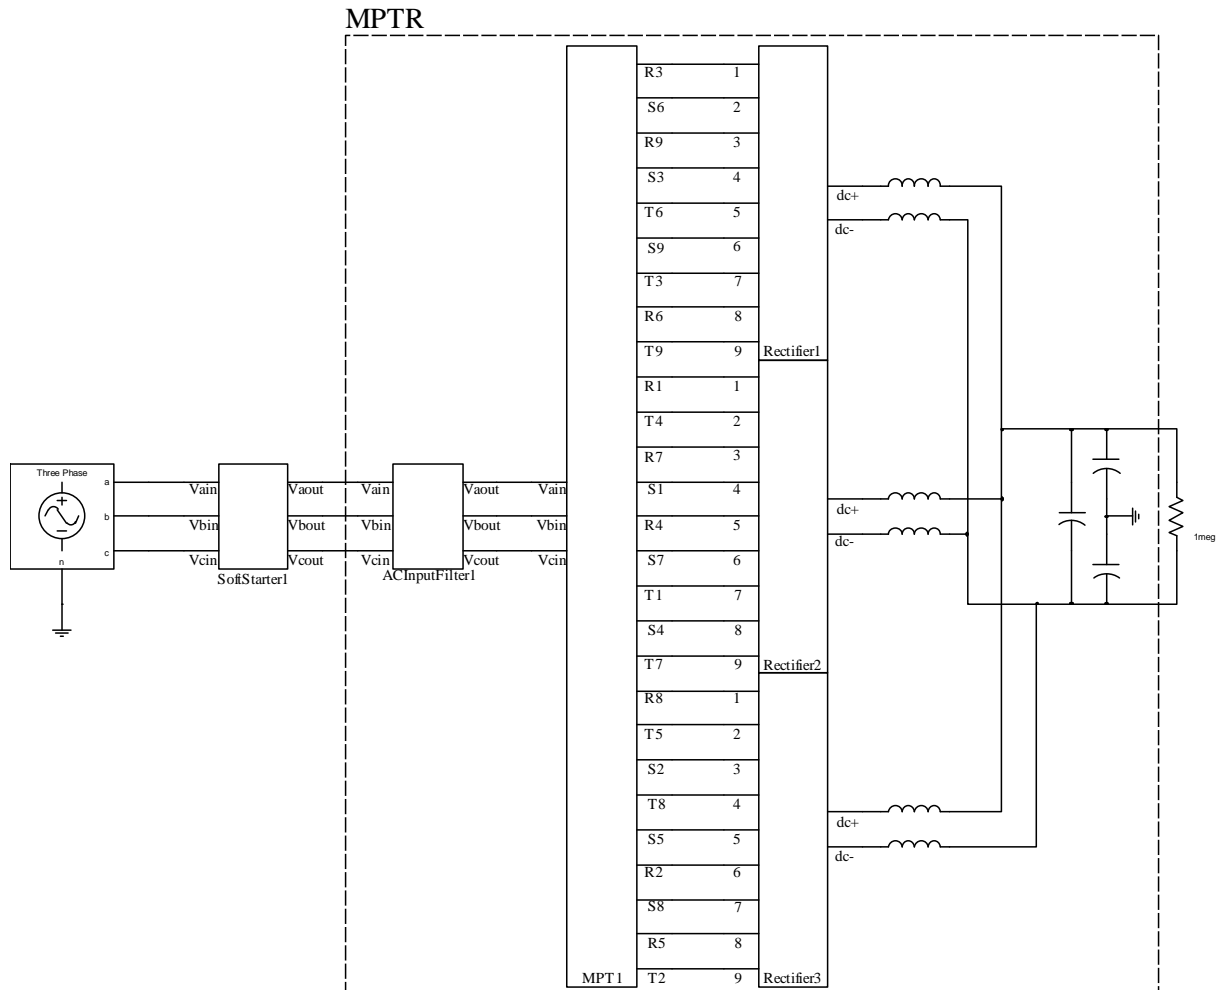 MPTR
R3 1
S6 2
R9 3
S3 4
dc+
T6 5
dc-
S9 6
T3 7
R6 8
T9 9 Rectifier1
R1 1
T4 2
R7 3
Three Phase
a Vain Vaout Vain Vaout Vain S1 4
dc+
b Vbin Vbout Vbin Vbout Vbin R4 5
dc-
1meg
c Vcin Vcout Vcin Vcout Vcin S7 6
n
SoftStarter1 ACInputFilter1
T1 7
S4 8
T7 9 Rectifier2
R8 1
T5 2
S2 3
T8 4
dc+
S5 5
dc-
R2 6
S8 7
R5 8
MPT1 T2 9 Rectifier3